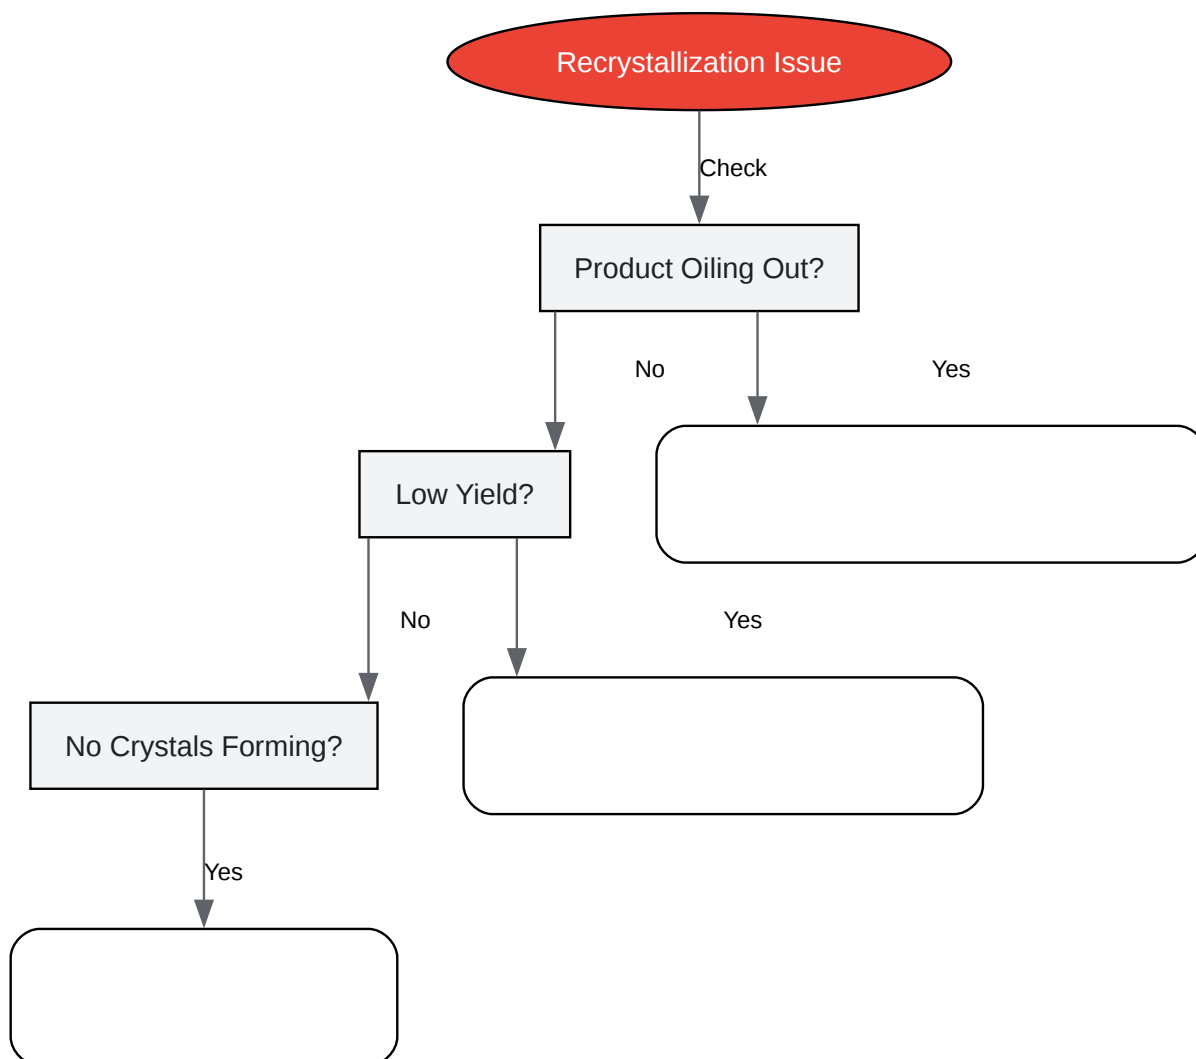 Recrystallization Issue
Check
Product Oiling Out?
No
Yes
Low Yield?
No
Yes
No Crystals Forming?
Yes